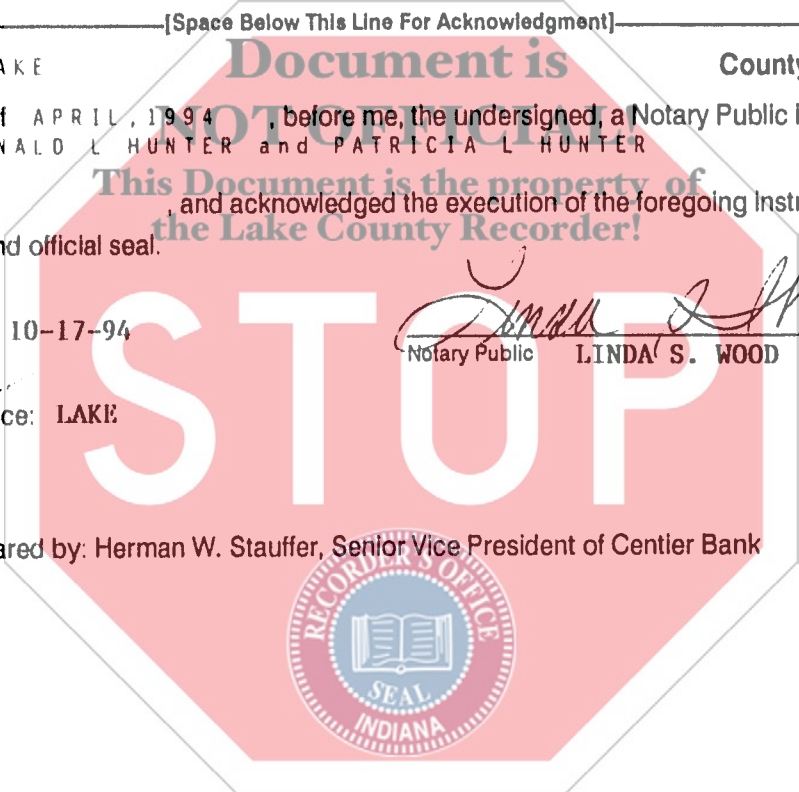 [Space Below This Line For Acknowledgment]
Document is
AKE County
f APRIL, 1994 , before me, the undersigned, a Notary Public i
NOT OFFICIAL!
NALD L HUNTER and PATRICIA L HUNTER
This Document is the property of
, and acknowledged the execution of the foregoing Instr
the Lake County Recorder!
nd official seal.
10-17-94
Linda S.
Notary Public LINDA S. WOOD
ce: LAKE
STOP
ared by: Herman W. Stauffer, Senior Vice President of Centier Bank
RECORDER'S OFFICE
SEAL
INDIANA